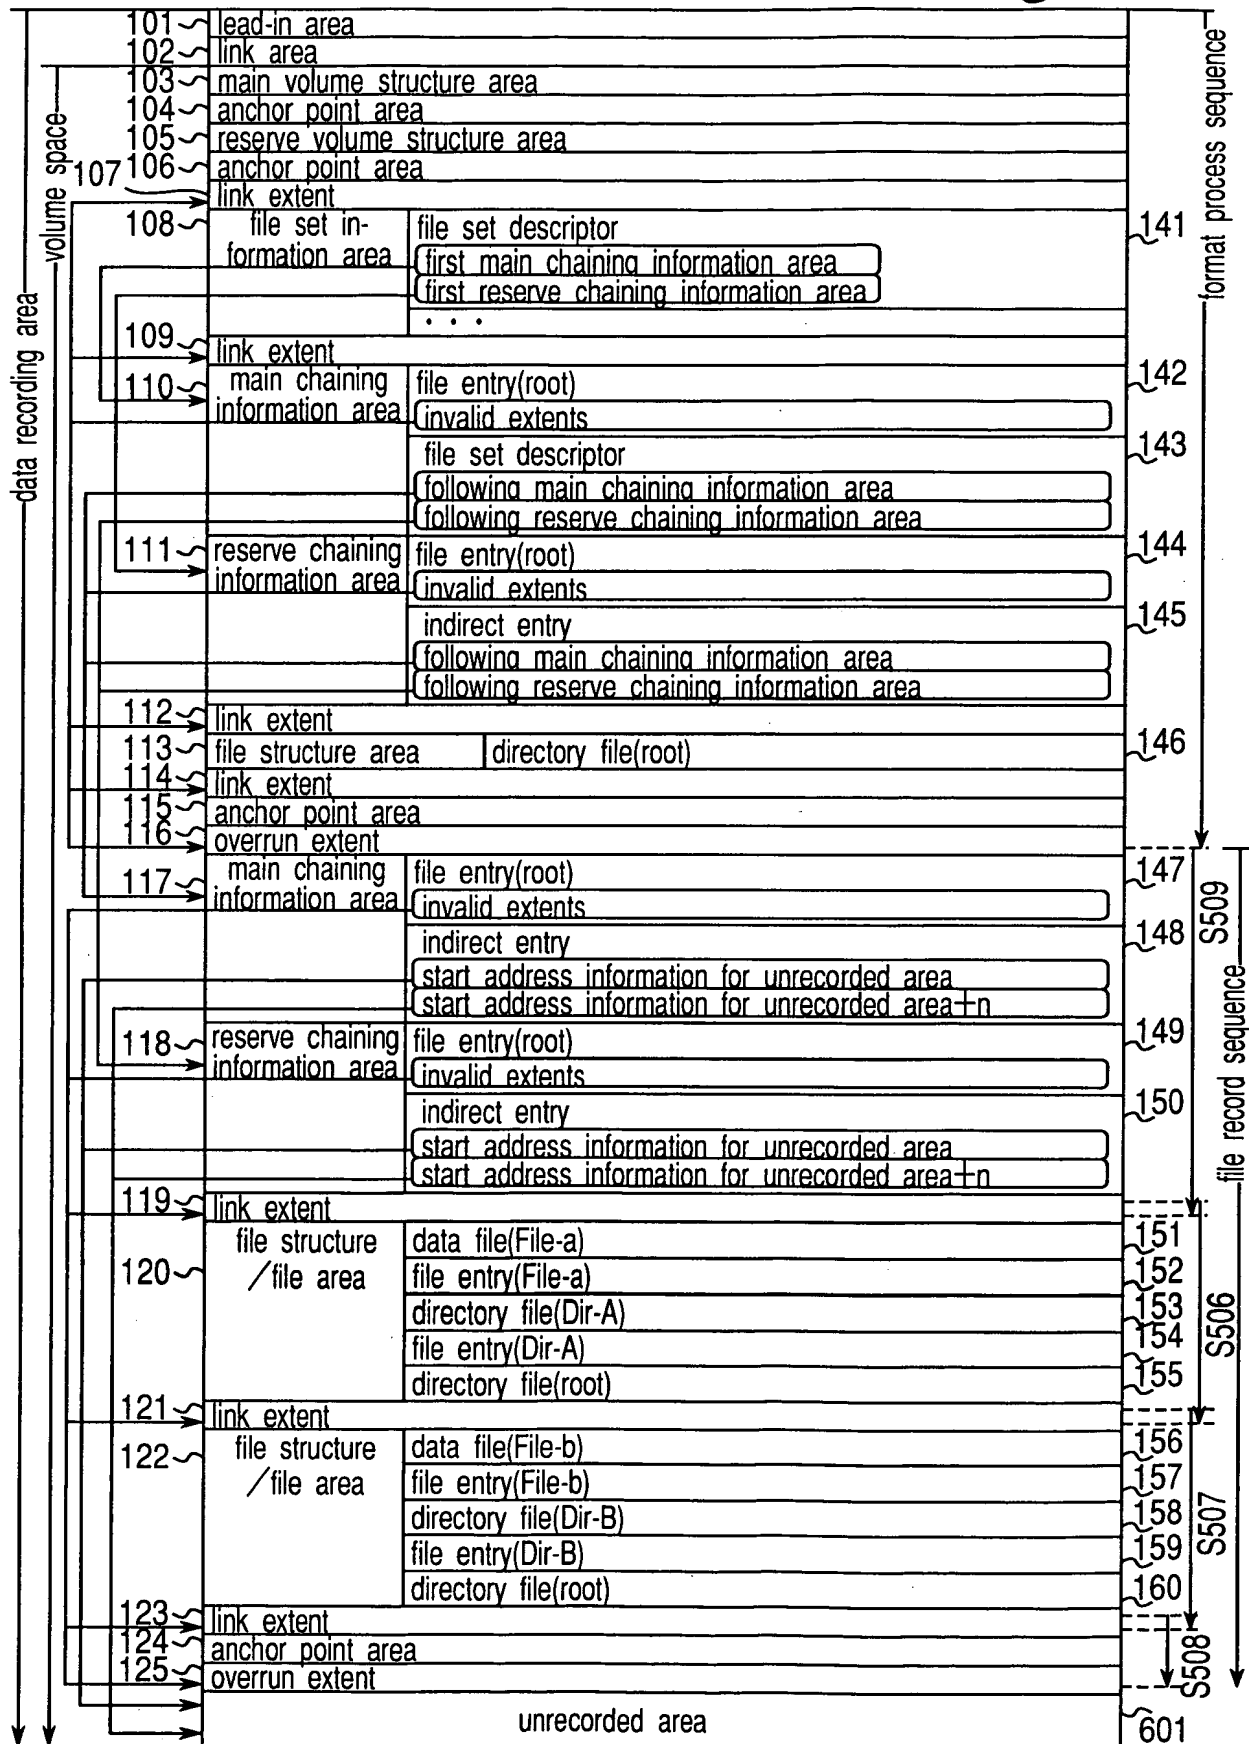 101 lead-in area
102 link area
103 main volume structure area
104 anchor point area
105 reserve volume structure area
106 anchor point area
107 link extent
108 file set in-
formation area
file set descriptor 141
first main chaining information area
first reserve chaining information area
. . .
109 link extent
110 main chaining
information area
file entry(root) 142
invalid extents
file set descriptor 143
following main chaining information area
following reserve chaining information area
111 reserve chaining
information area
file entry(root) 144
invalid extents
indirect entry 145
following main chaining information area
following reserve chaining information area
112 link extent
113 file structure area directory file(root) 146
114 link extent
115 anchor point area
116 overrun extent
117 main chaining
information area
file entry(root) 147
invalid extents
indirect entry 148
start address information for unrecorded area
start address information for unrecorded area+n
118 reserve chaining
information area
file entry(root) 149
invalid extents
indirect entry 150
start address information for unrecorded area
start address information for unrecorded area+n
119 link extent
120 file structure
/file area
data file(File-a) 151
file entry(File-a) 152
directory file(Dir-A) 153
file entry(Dir-A) 154
directory file(root) 155
121 link extent
122 file structure
/file area
data file(File-b) 156
file entry(File-b) 157
directory file(Dir-B) 158
file entry(Dir-B) 159
directory file(root) 160
123 link extent
124 anchor point area
125 overrun extent
unrecorded area 601
data recording area
volume space
format process sequence
file record sequence
S509
S506
S507
S508